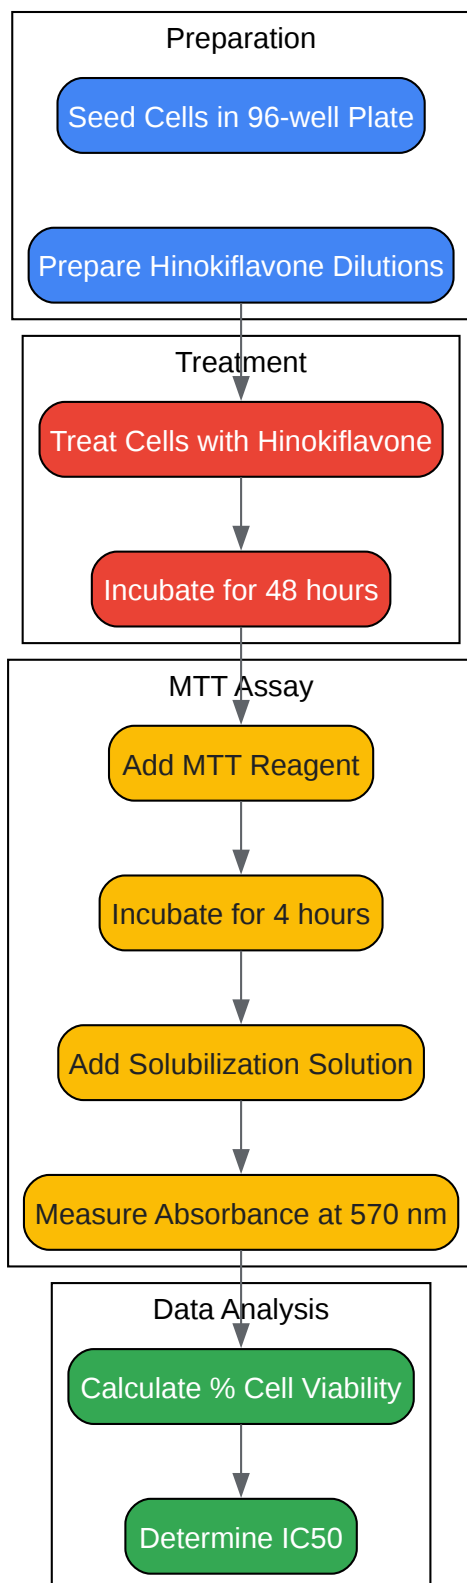 Preparation
Seed Cells in 96-well Plate
Prepare Hinokiflavone Dilutions
Treatment
Treat Cells with Hinokiflavone
Incubate for 48 hours
MTT Assay
Add MTT Reagent
Incubate for 4 hours
Add Solubilization Solution
Measure Absorbance at 570 nm
Data Analysis
Calculate % Cell Viability
Determine IC50